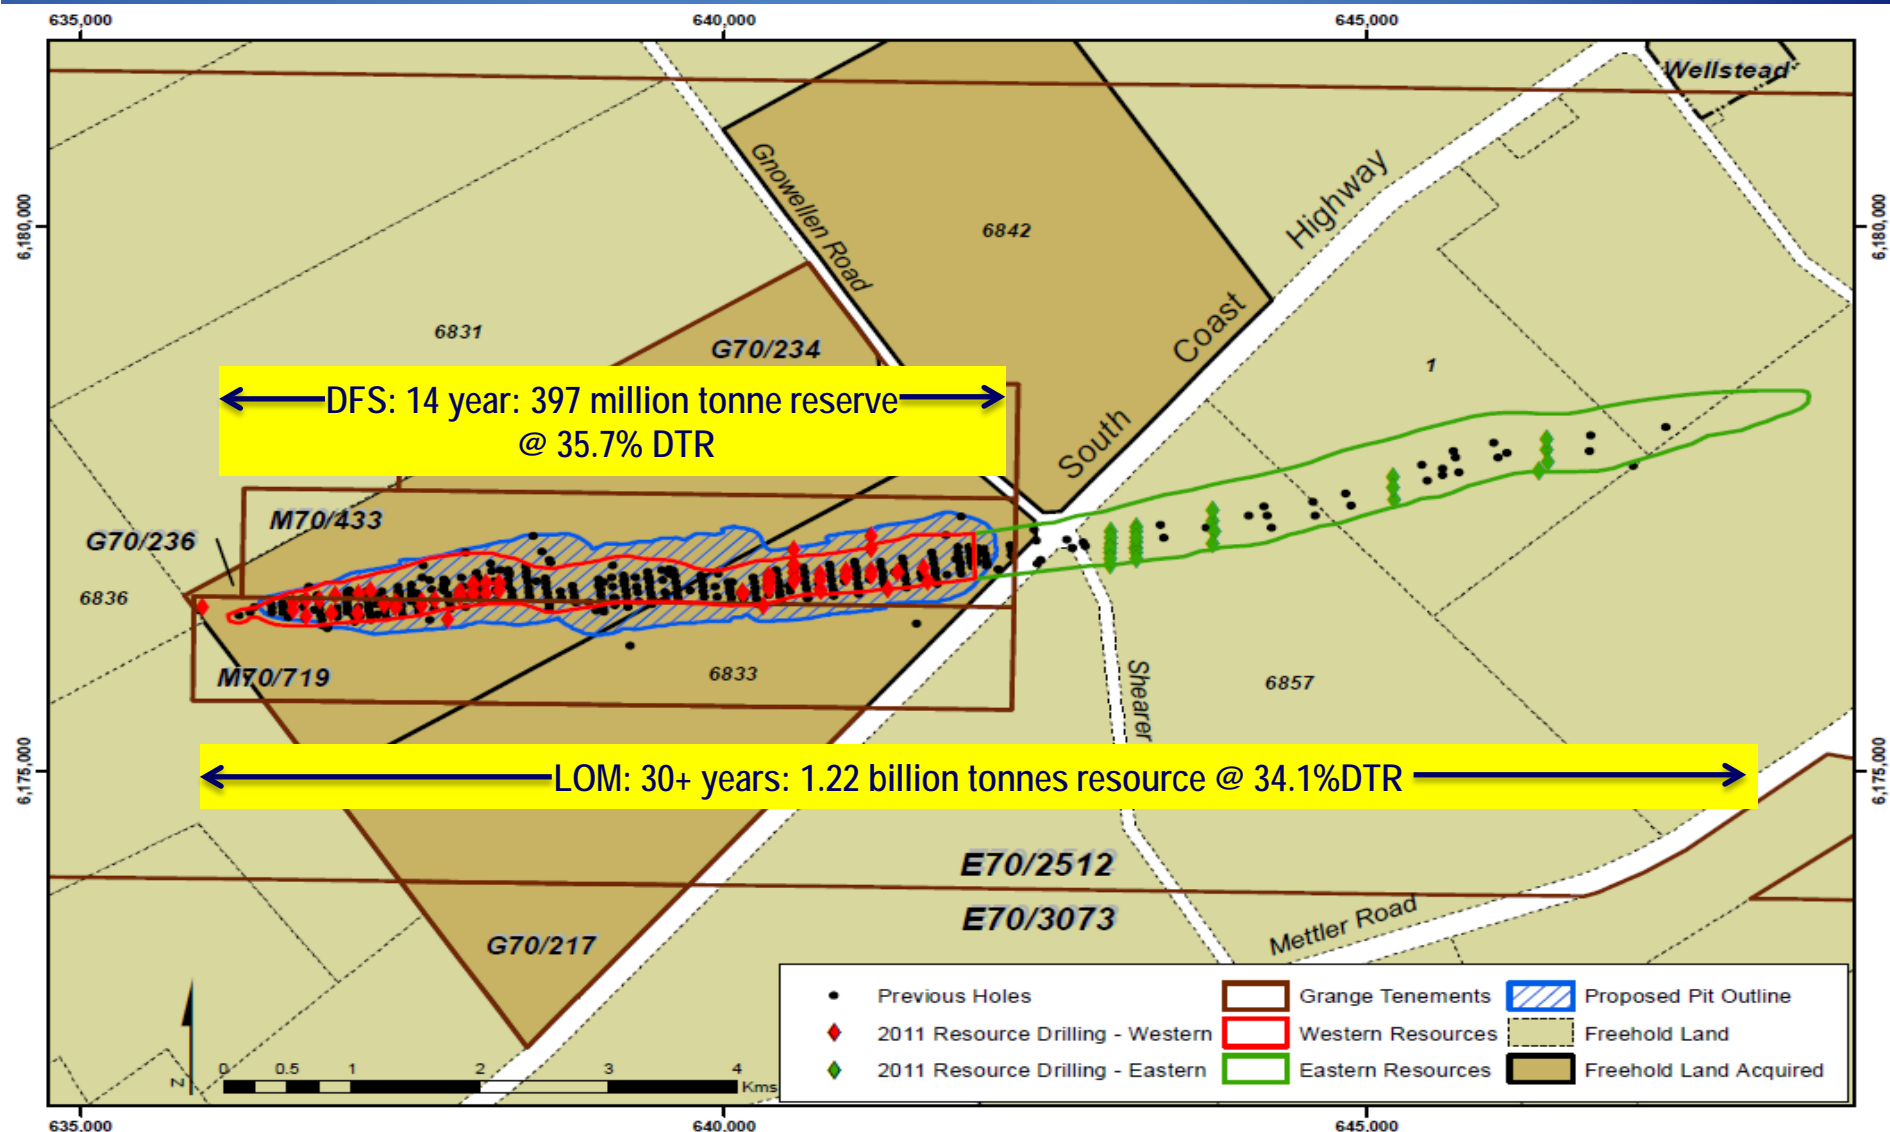 635,000
640,000
645,000
Wellstead
6,180,000
6,180,000
Gnowellen Road
6842
Highway
Coast
South
6831
G70/234
1
DFS: 14 year: 397 million tonne reserve
@ 35.7% DTR
M70/433
G70/236
6836
M70/719
6833
6857
Shearer
6,175,000
6,175,000
LOM: 30+ years: 1.22 billion tonnes resource @ 34.1%DTR
E70/2512
E70/3073
G70/217
Mettler Road
N
0 0.5 1 2 3 4
Kms
Previous Holes
2011 Resource Drilling - Western
2011 Resource Drilling - Eastern
Grange Tenements
Western Resources
Eastern Resources
Proposed Pit Outline
Freehold Land
Freehold Land Acquired
635,000
640,000
645,000